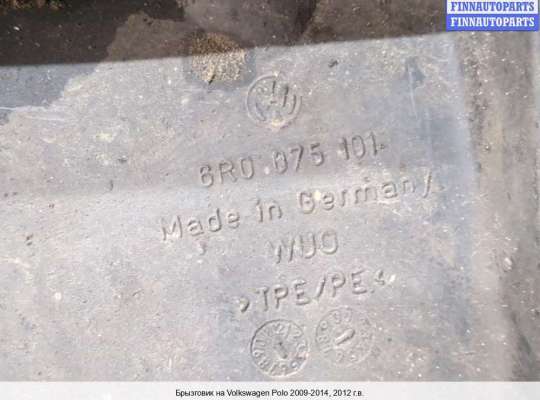 FINNAUTOPARTS
FINNAUTOPARTS
6R0 075 101
Made in Germany
WUO
>TPE/PE<
Брызговик на Volkswagen Polo 2009-2014, 2012 г.в.